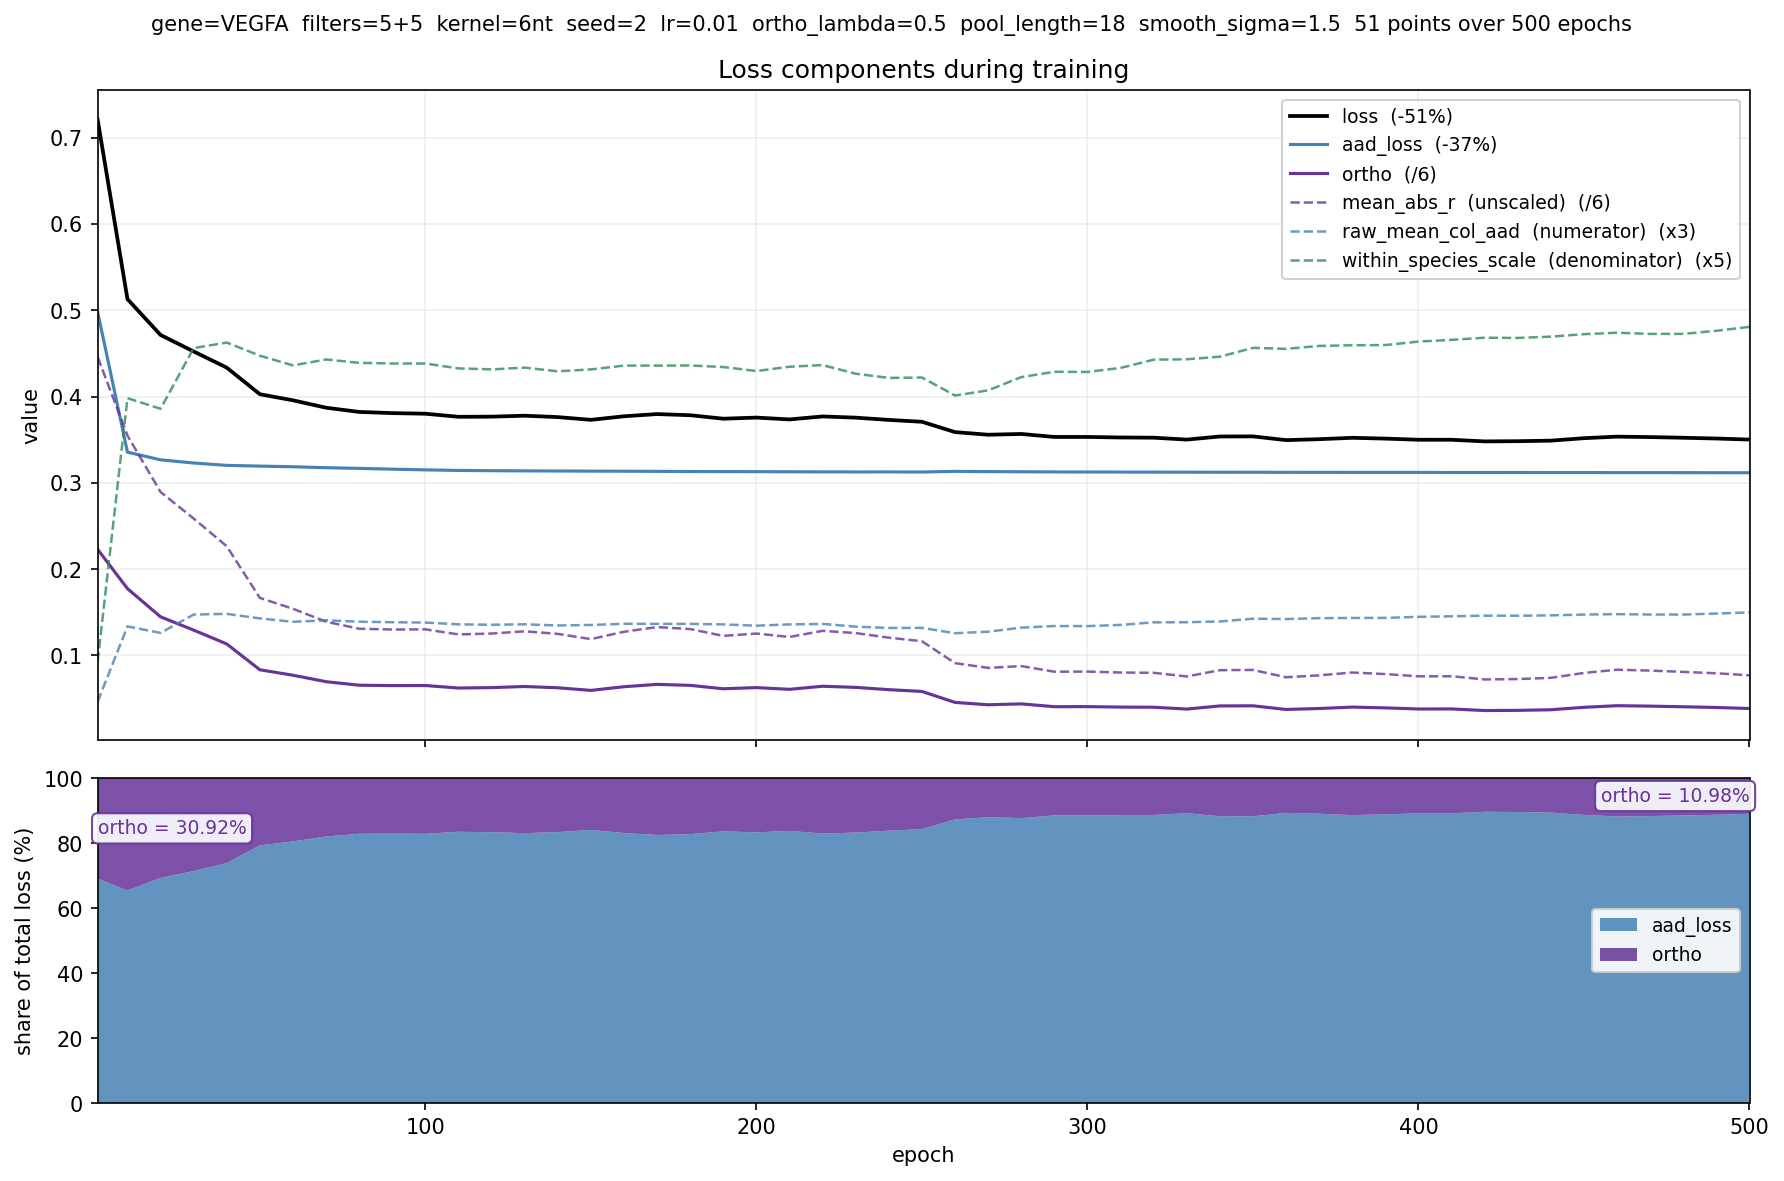 gene=VEGFA  filters=5+5  kernel=6nt  seed=2  lr=0.01  ortho_lambda=0.5  pool_length=18  smooth_sigma=1.5  51 points over 500 epochs
Loss components during training
loss  (-51%)
aad_loss  (-37%)
ortho  (/6)
mean_abs_r  (unscaled)  (/6)
raw_mean_col_aad  (numerator)  (x3)
within_species_scale  (denominator)  (x5)
value
0.7
0.6
0.5
0.4
0.3
0.2
0.1
share of total loss (%)
100
80
60
40
20
0
ortho = 30.92%
ortho = 10.98%
aad_loss
ortho
100
200
300
400
500
epoch